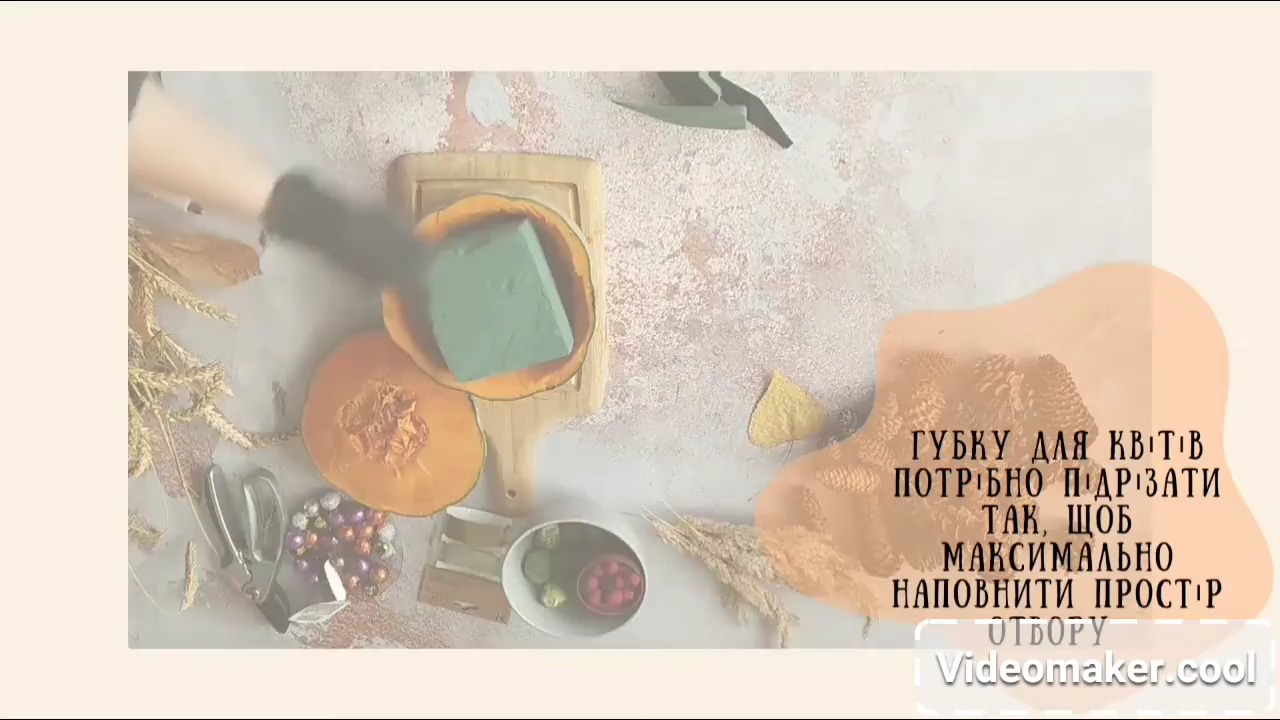 ГУБКУ ДЛЯ КВІТІВ
ПОТРІБНО ПІДРІЗАТИ
ТАК, ЩОБ
МАКСИМАЛЬНО
НАПОВНИТИ ПРОСТІР
ОТВОРУ
Videomaker.cool